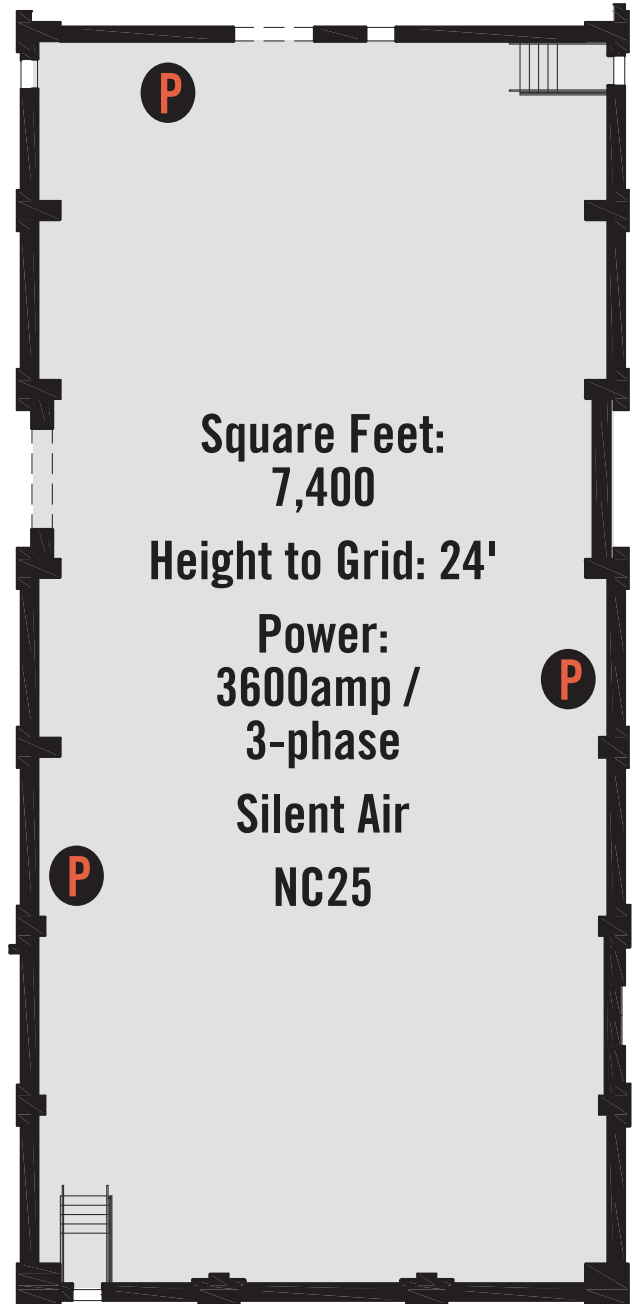 P
Square Feet:
7,400
Height to Grid: 24'
Power:
3600amp /
3-phase
P
Silent Air
P
NC25